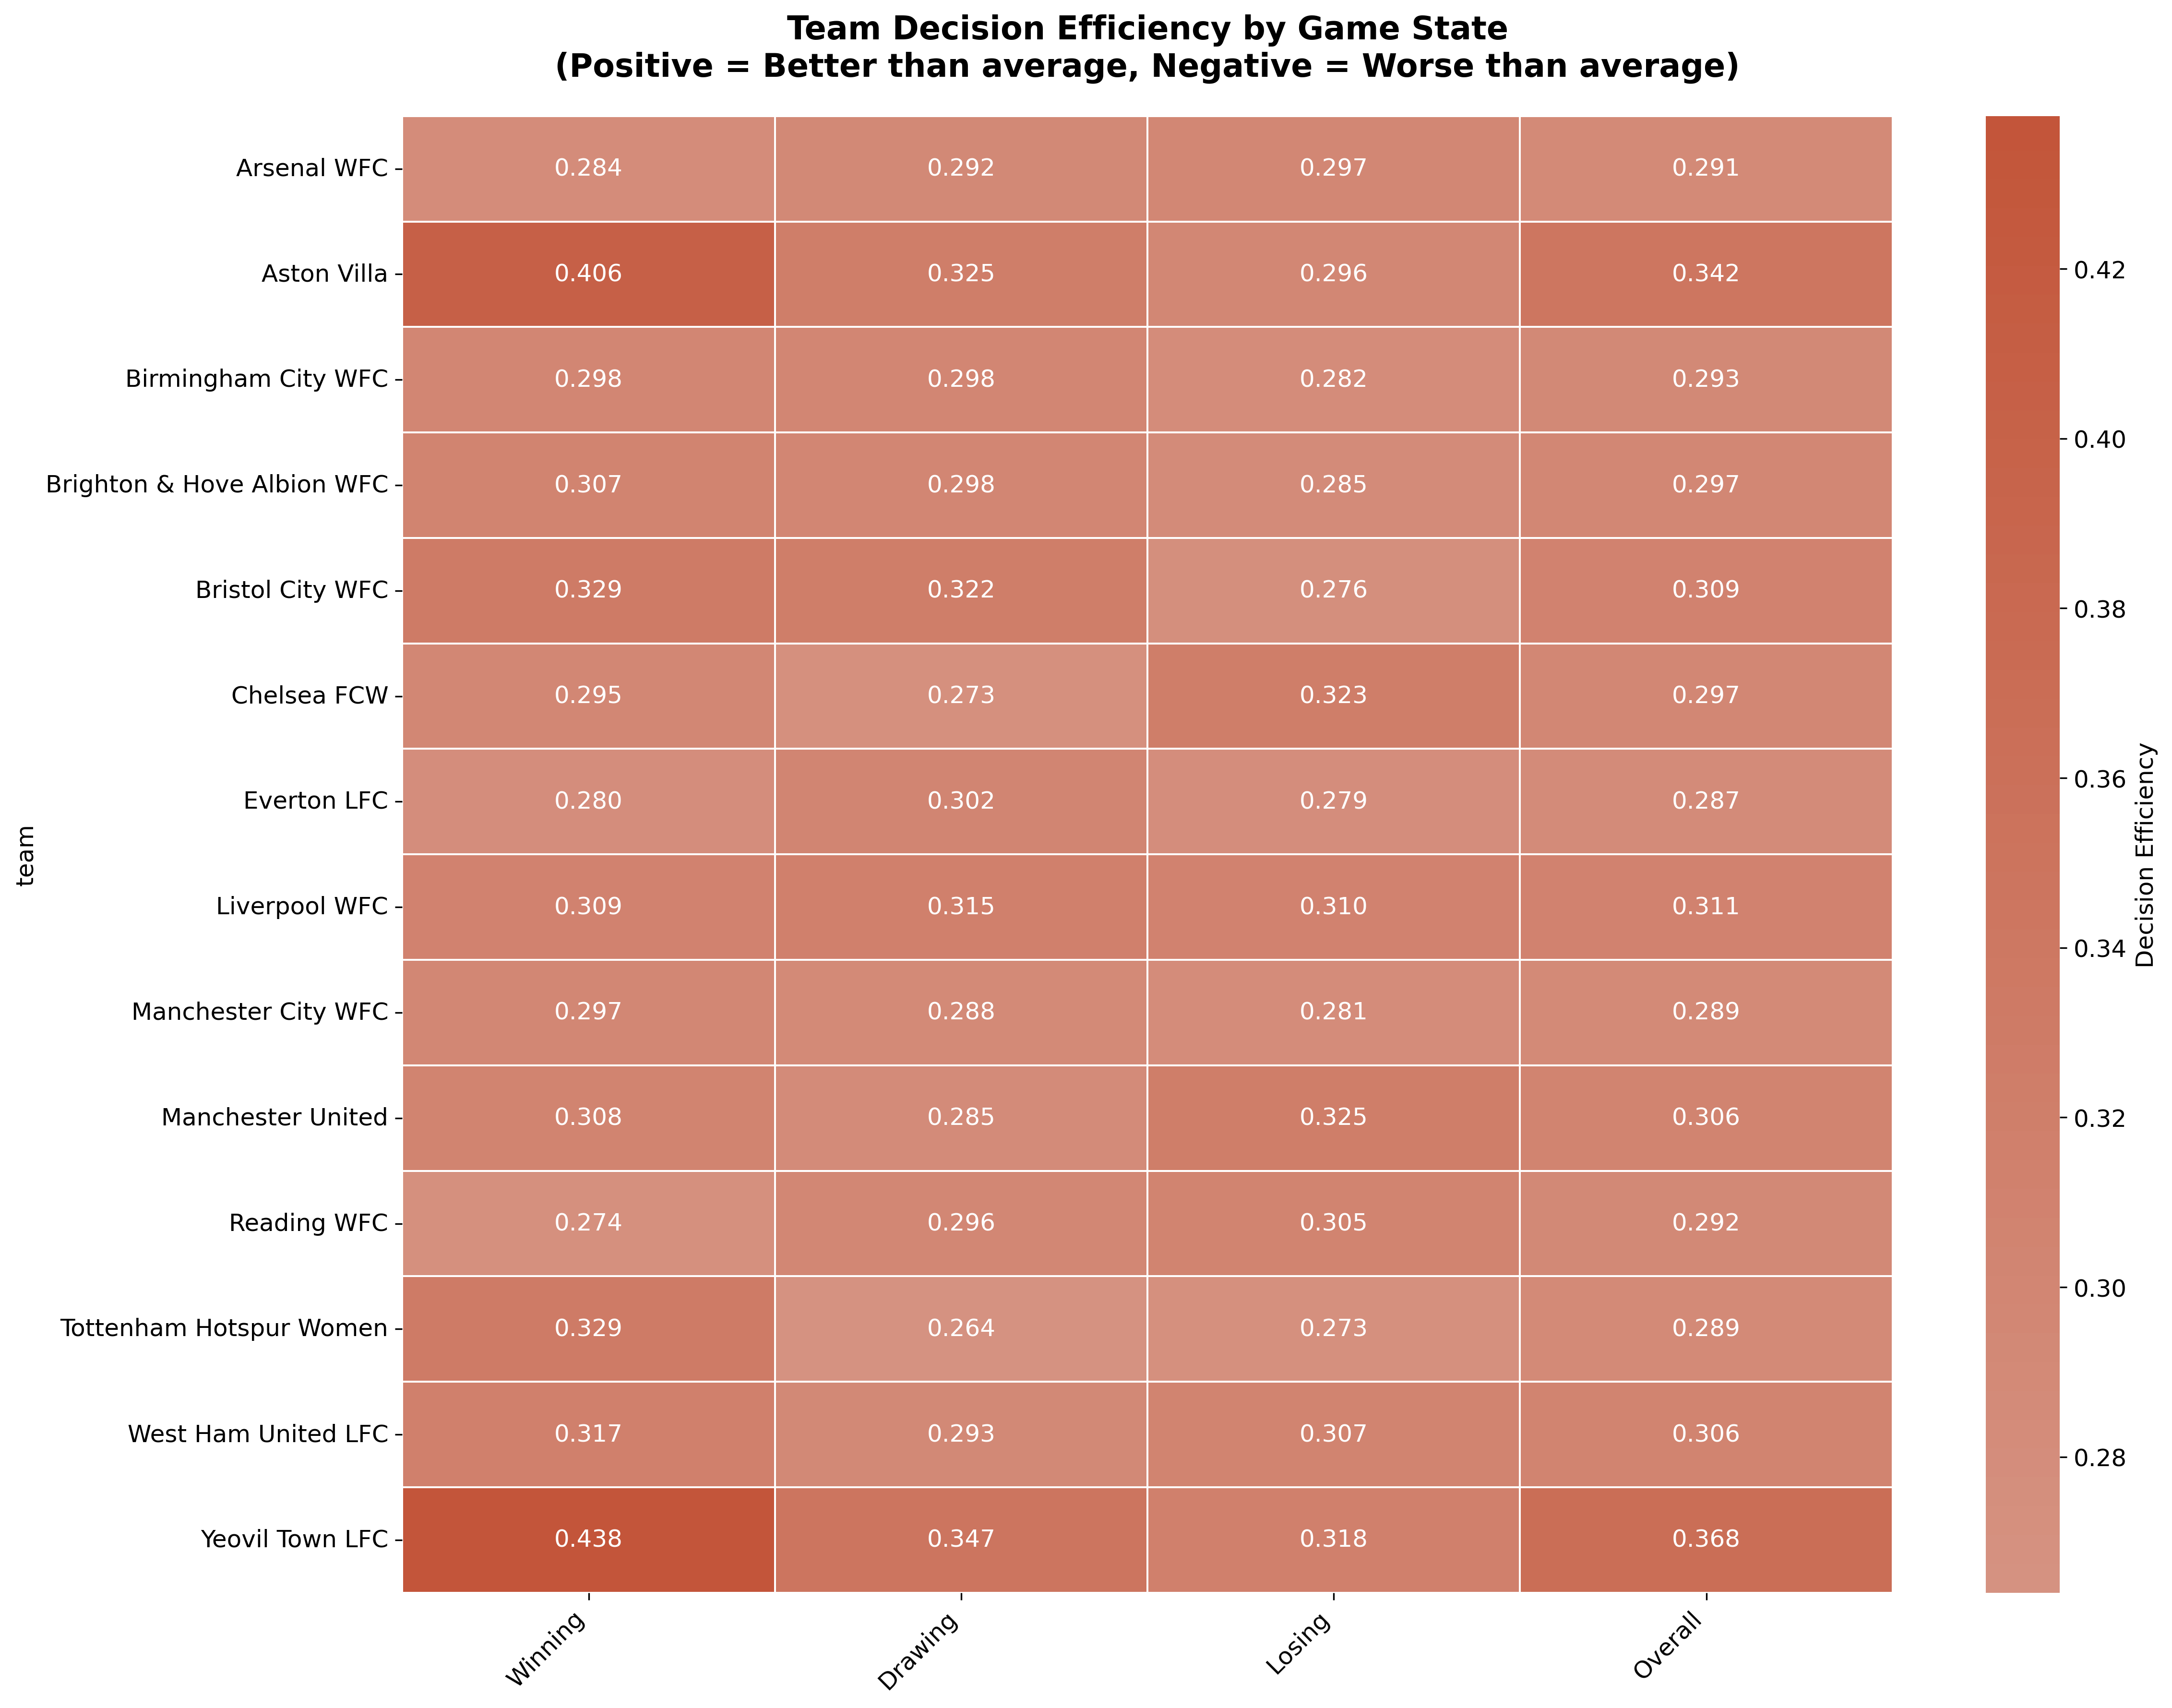 Team Decision Efficiency by Game State
(Positive = Better than average, Negative = Worse than average)
Arsenal WFC 0.284 0.292 0.297 0.291
Aston Villa 0.406 0.325 0.296 0.342
Birmingham City WFC 0.298 0.298 0.282 0.293
Brighton & Hove Albion WFC 0.307 0.298 0.285 0.297
Bristol City WFC 0.329 0.322 0.276 0.309
Chelsea FCW 0.295 0.273 0.323 0.297
Everton LFC 0.280 0.302 0.279 0.287
Liverpool WFC 0.309 0.315 0.310 0.311
Manchester City WFC 0.297 0.288 0.281 0.289
Manchester United 0.308 0.285 0.325 0.306
Reading WFC 0.274 0.296 0.305 0.292
Tottenham Hotspur Women 0.329 0.264 0.273 0.289
West Ham United LFC 0.317 0.293 0.307 0.306
Yeovil Town LFC 0.438 0.347 0.318 0.368
team
Winning Drawing Losing Overall
0.42
0.40
0.38
0.36
0.34
0.32
0.30
0.28
Decision Efficiency